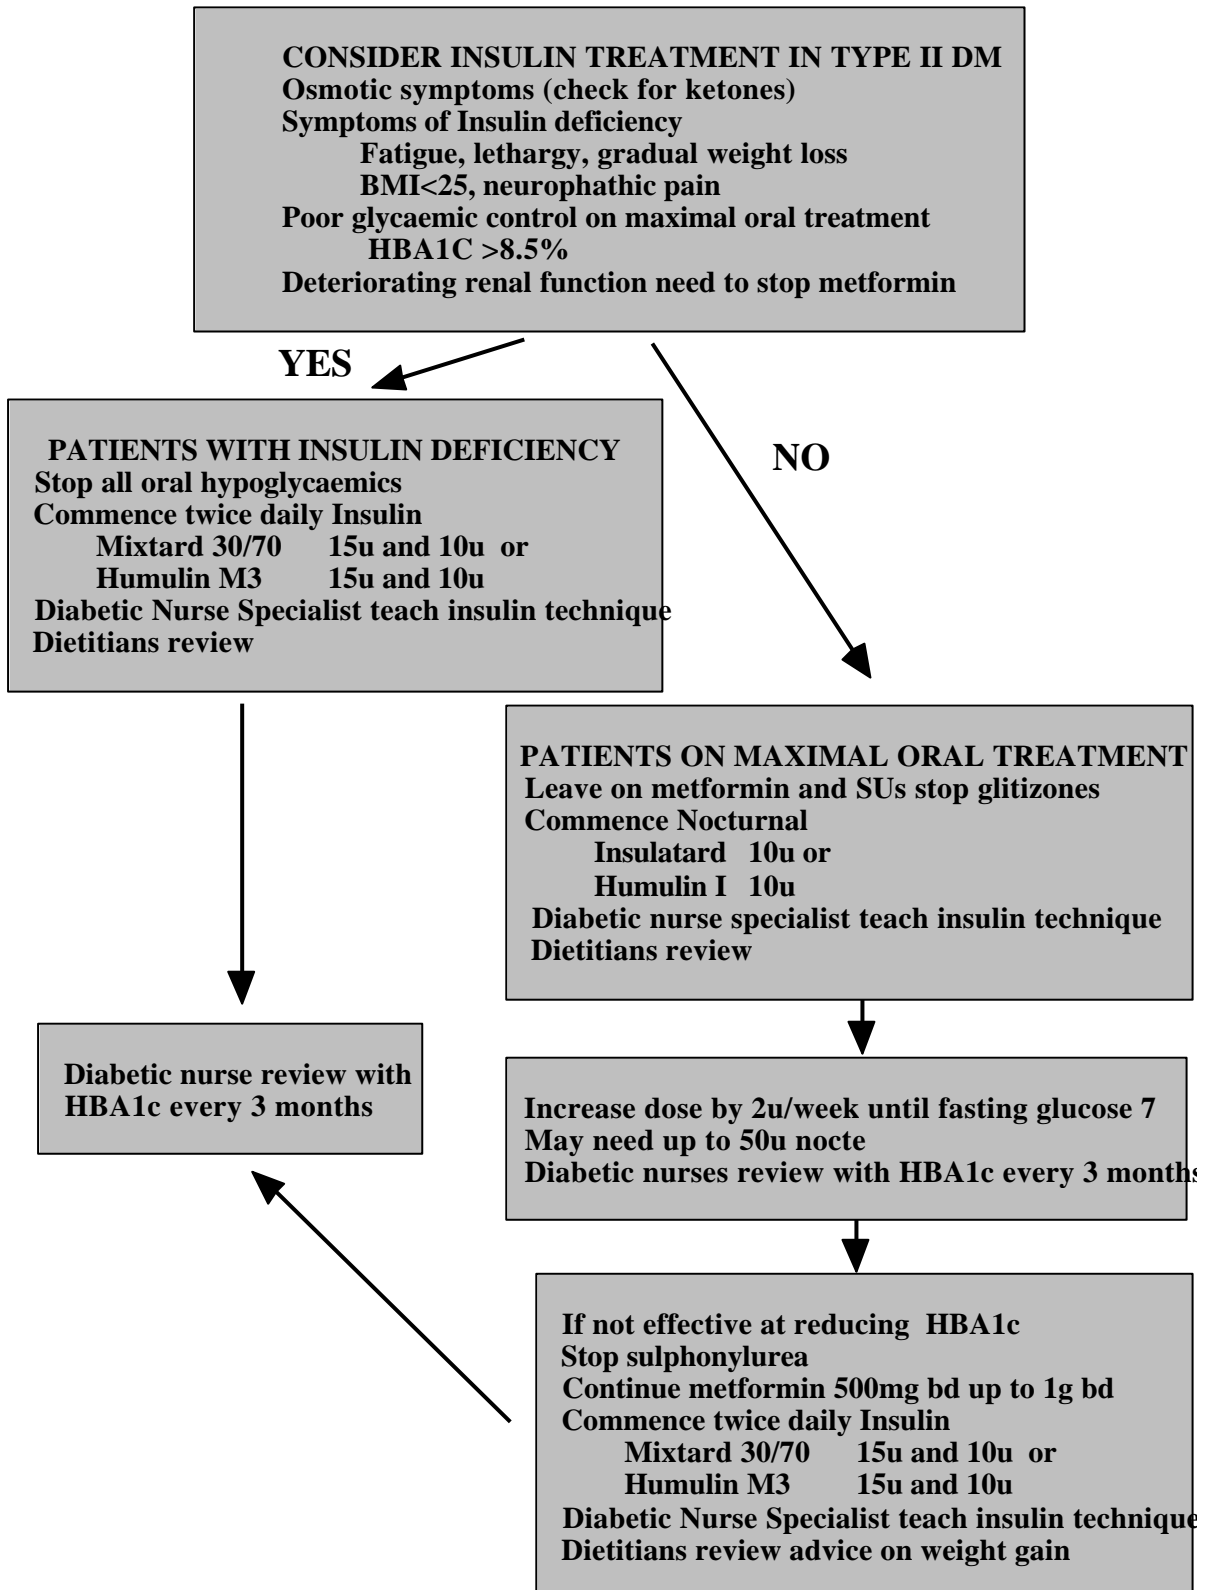 CONSIDER INSULIN TREATMENT IN TYPE II DM
Osmotic symptoms (check for ketones)
Symptoms of Insulin deficiency
Fatigue, lethargy, gradual weight loss
BMI<25, neurophathic pain
Poor glycaemic control on maximal oral treatment
HBA1C >8.5%
Deteriorating renal function need to stop metformin
YES
NO
PATIENTS WITH INSULIN DEFICIENCY
Stop all oral hypoglycaemics
Commence twice daily Insulin
Mixtard 30/70 15u and 10u or
Humulin M3 15u and 10u
Diabetic Nurse Specialist teach insulin technique
Dietitians review
PATIENTS ON MAXIMAL ORAL TREATMENT
Leave on metformin and SUs stop glitizones
Commence Nocturnal
Insulatard 10u or
Humulin I 10u
Diabetic nurse specialist teach insulin technique
Dietitians review
Diabetic nurse review with
HBA1c every 3 months
Increase dose by 2u/week until fasting glucose 7
May need up to 50u nocte
Diabetic nurses review with HBA1c every 3 months
If not effective at reducing HBA1c
Stop sulphonylurea
Continue metformin 500mg bd up to 1g bd
Commence twice daily Insulin
Mixtard 30/70 15u and 10u or
Humulin M3 15u and 10u
Diabetic Nurse Specialist teach insulin technique
Dietitians review advice on weight gain